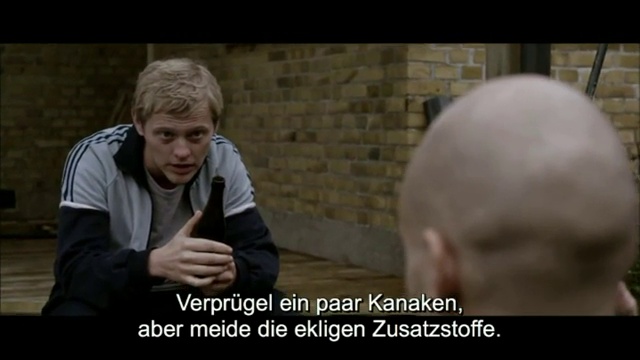 Verprügel ein paar Kanaken,
aber meide die ekligen Zusatzstoffe.